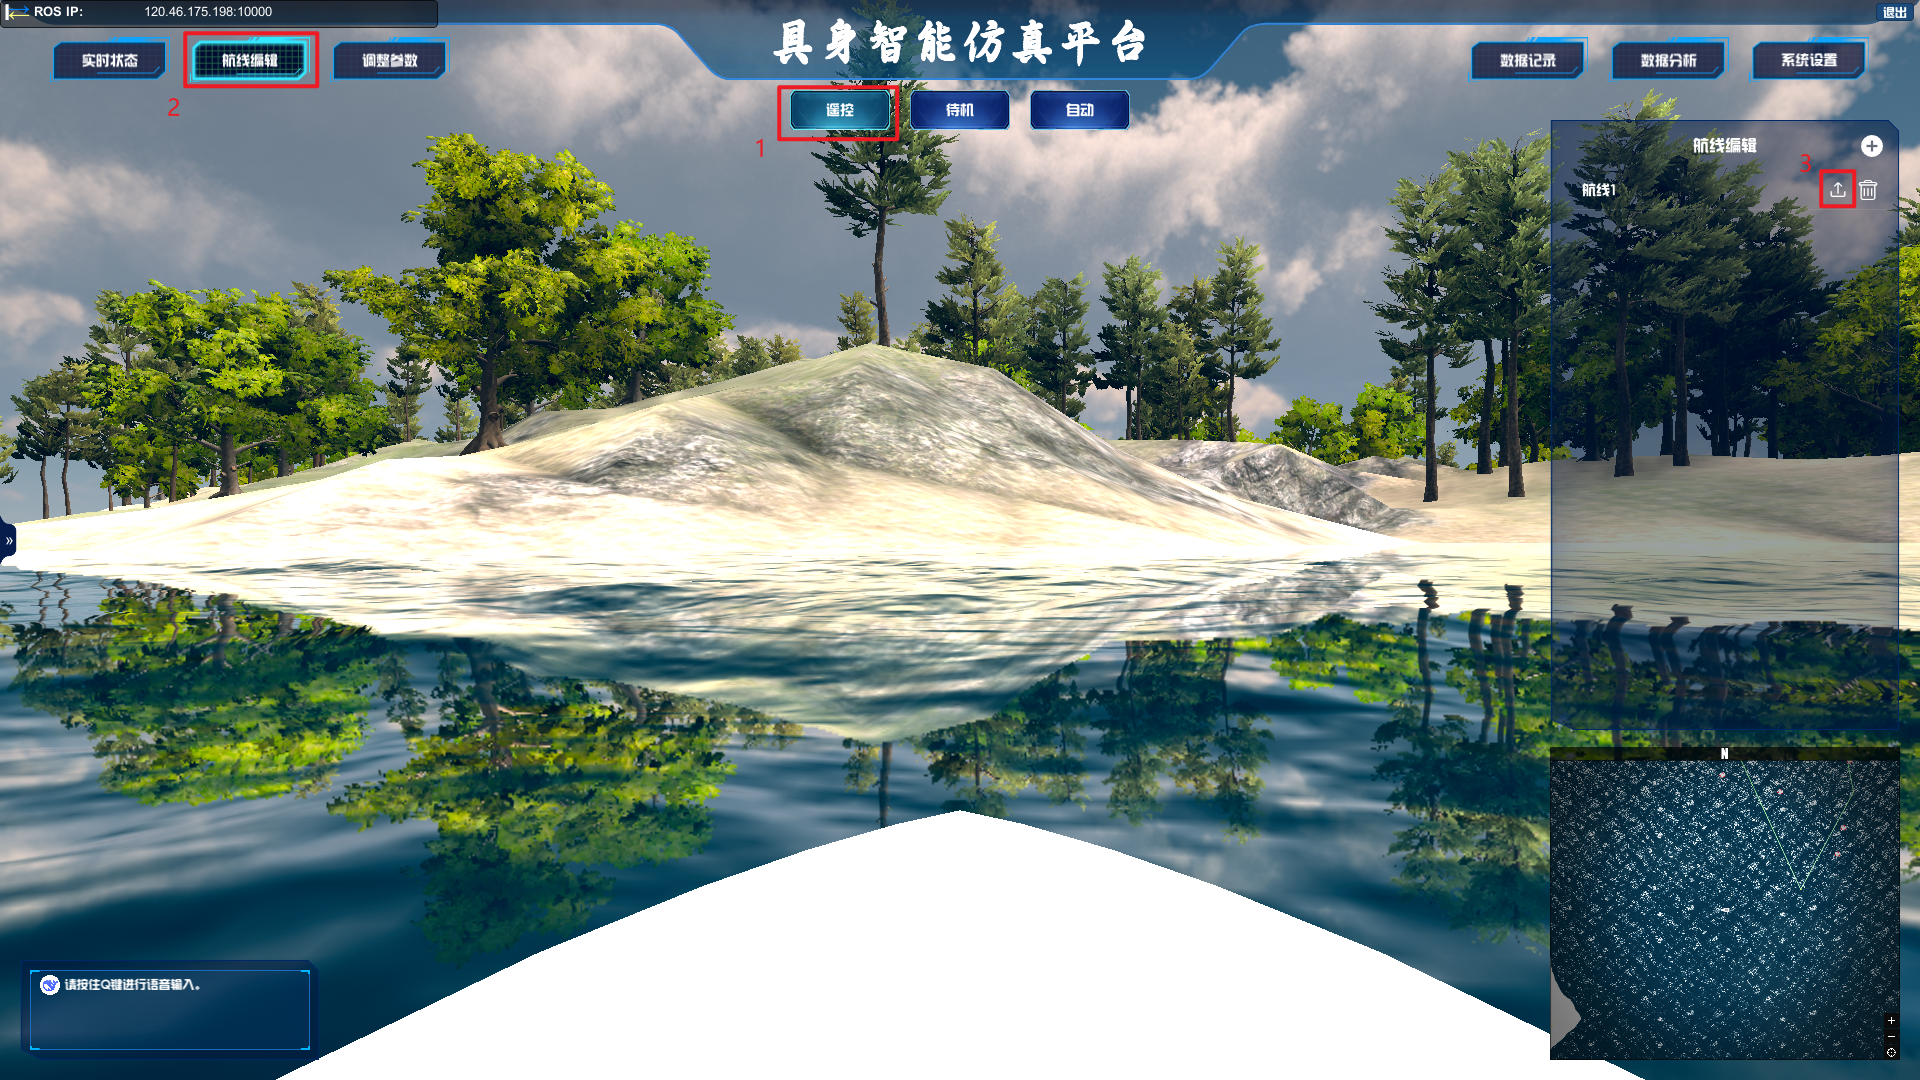 ROS IP: 120.46.175.198:10000
退出
具身智能仿真平台
实时状态 航线编辑 调整参数
数据记录 数据分析 系统设置
2
遥控 待机 自动
1
航线编辑
3
航线1
»
N
请按住Q键进行语音输入。
+
−